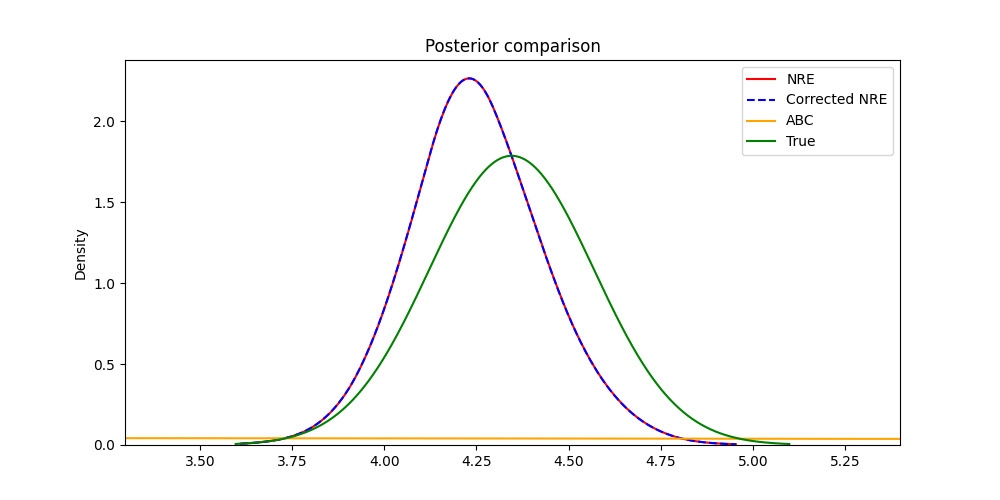 Posterior comparison
NRE
Corrected NRE
ABC
True
Density
2.0
1.5
1.0
0.5
0.0
3.50 3.75 4.00 4.25 4.50 4.75 5.00 5.25